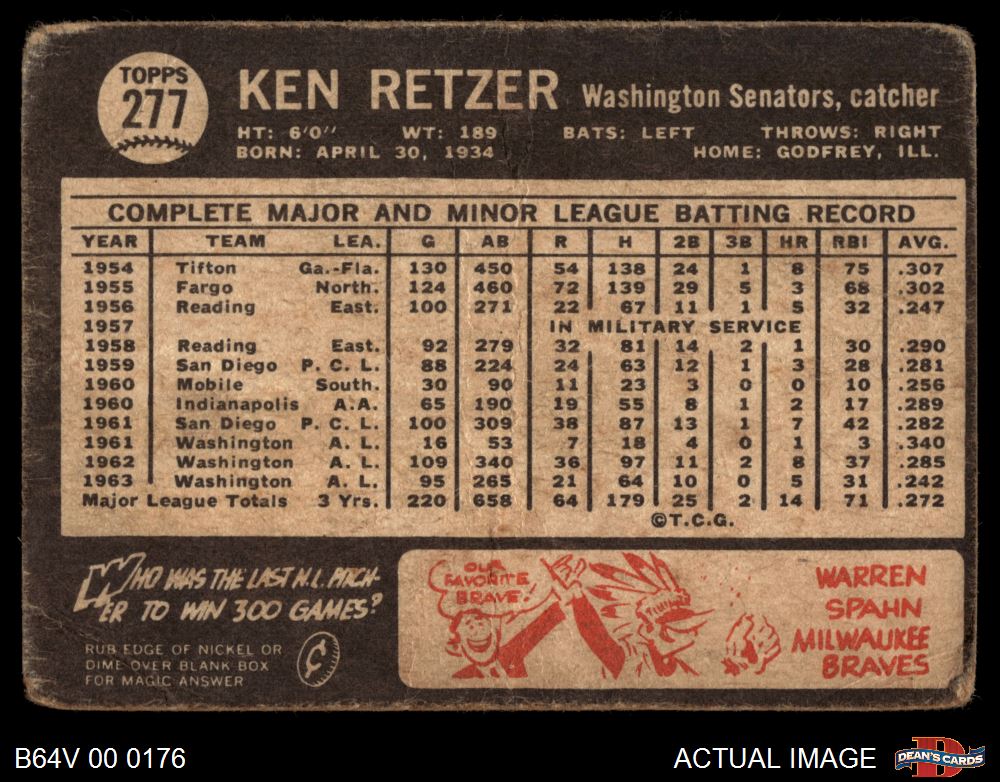 TOPPS
277
KEN RETZER Washington Senators, catcher
HT: 6'0" WT: 189 BATS: LEFT THROWS: RIGHT
BORN: APRIL 30, 1934 HOME: GODFREY, ILL.
COMPLETE MAJOR AND MINOR LEAGUE BATTING RECORD
YEAR TEAM LEA. G AB R H 2B 3B HR RBI AVG.
1954 Tifton Ga.-Fla. 130 450 54 138 24 1 8 75 .307
1955 Fargo North. 124 460 72 139 29 5 3 68 .302
1956 Reading East. 100 271 22 67 11 1 5 32 .247
1957 IN MILITARY SERVICE
1958 Reading East. 92 279 32 81 14 2 1 30 .290
1959 San Diego P. C. L. 88 224 24 63 12 1 3 28 .281
1960 Mobile South. 30 90 11 23 3 0 0 10 .256
1960 Indianapolis A.A. 65 190 19 55 8 1 2 17 .289
1961 San Diego P. C. L. 100 309 38 87 13 1 7 42 .282
1961 Washington A. L. 16 53 7 18 4 0 1 3 .340
1962 Washington A. L. 109 340 36 97 11 2 8 37 .285
1963 Washington A. L. 95 265 21 64 10 0 5 31 .242
Major League Totals 3 Yrs. 220 658 64 179 25 2 14 71 .272
©T.C.G.
WHO WAS THE LAST N.L. PITCH-
ER TO WIN 300 GAMES?
RUB EDGE OF NICKEL OR
DIME OVER BLANK BOX
FOR MAGIC ANSWER
¢
OUR
FAVORITE
BRAVE!
WARREN
SPAHN
MILWAUKEE
BRAVES
B64V 00 0176
ACTUAL IMAGE
D
DEAN'S CARDS